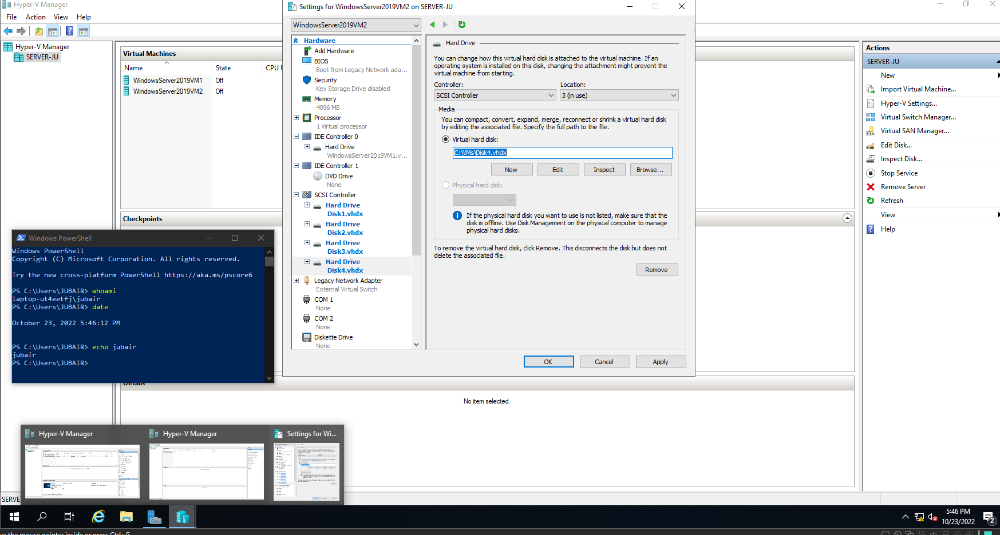 Hyper-V Manager
File Action View Help
Hyper-V Manager
SERVER-JU
Virtual Machines
Name State CPU U
WindowsServer2019VM1 Off
WindowsServer2019VM2 Off
Checkpoints
Details
No item selected.
Settings for WindowsServer2019VM2 on SERVER-JU
WindowsServer2019VM2
Hardware
Add Hardware
BIOS
Boot from Legacy Network ada...
Security
Key Storage Drive disabled
Memory
4096 MB
Processor
1 Virtual processor
IDE Controller 0
Hard Drive
WindowsServer2019VM1.v...
IDE Controller 1
DVD Drive
None
SCSI Controller
Hard Drive
Disk1.vhdx
Hard Drive
Disk2.vhdx
Hard Drive
Disk3.vhdx
Hard Drive
Disk4.vhdx
Legacy Network Adapter
External Virtual Switch
COM 1
None
COM 2
None
Diskette Drive
None
Hard Drive
You can change how this virtual hard disk is attached to the virtual machine. If an
operating system is installed on this disk, changing the attachment might prevent the
virtual machine from starting.
Controller: Location:
SCSI Controller 3 (in use)
Media
You can compact, convert, expand, merge, reconnect or shrink a virtual hard disk
by editing the associated file. Specify the full path to the file.
Virtual hard disk:
C:\VMs\Disk4.vhdx
New Edit Inspect Browse...
Physical hard disk:
If the physical hard disk you want to use is not listed, make sure that the
disk is offline. Use Disk Management on the physical computer to manage
physical hard disks.
To remove the virtual hard disk, click Remove. This disconnects the disk but does not
delete the associated file.
Remove
OK Cancel Apply
Actions
SERVER-JU
New
Import Virtual Machine...
Hyper-V Settings...
Virtual Switch Manager...
Virtual SAN Manager...
Edit Disk...
Inspect Disk...
Stop Service
Remove Server
Refresh
View
Help
Windows PowerShell
Windows PowerShell
Copyright (C) Microsoft Corporation. All rights reserved.
Try the new cross-platform PowerShell https://aka.ms/pscore6
PS C:\Users\JUBAIR> whoami
laptop-ut4eetfj\jubair
PS C:\Users\JUBAIR> date
October 23, 2022 5:46:12 PM
PS C:\Users\JUBAIR> echo jubair
jubair
PS C:\Users\JUBAIR>
Hyper-V Manager Hyper-V Manager Settings for Wi...
SERVE
5:46 PM
10/23/2022
2
ve the mouse pointer inside or press Ctrl+G